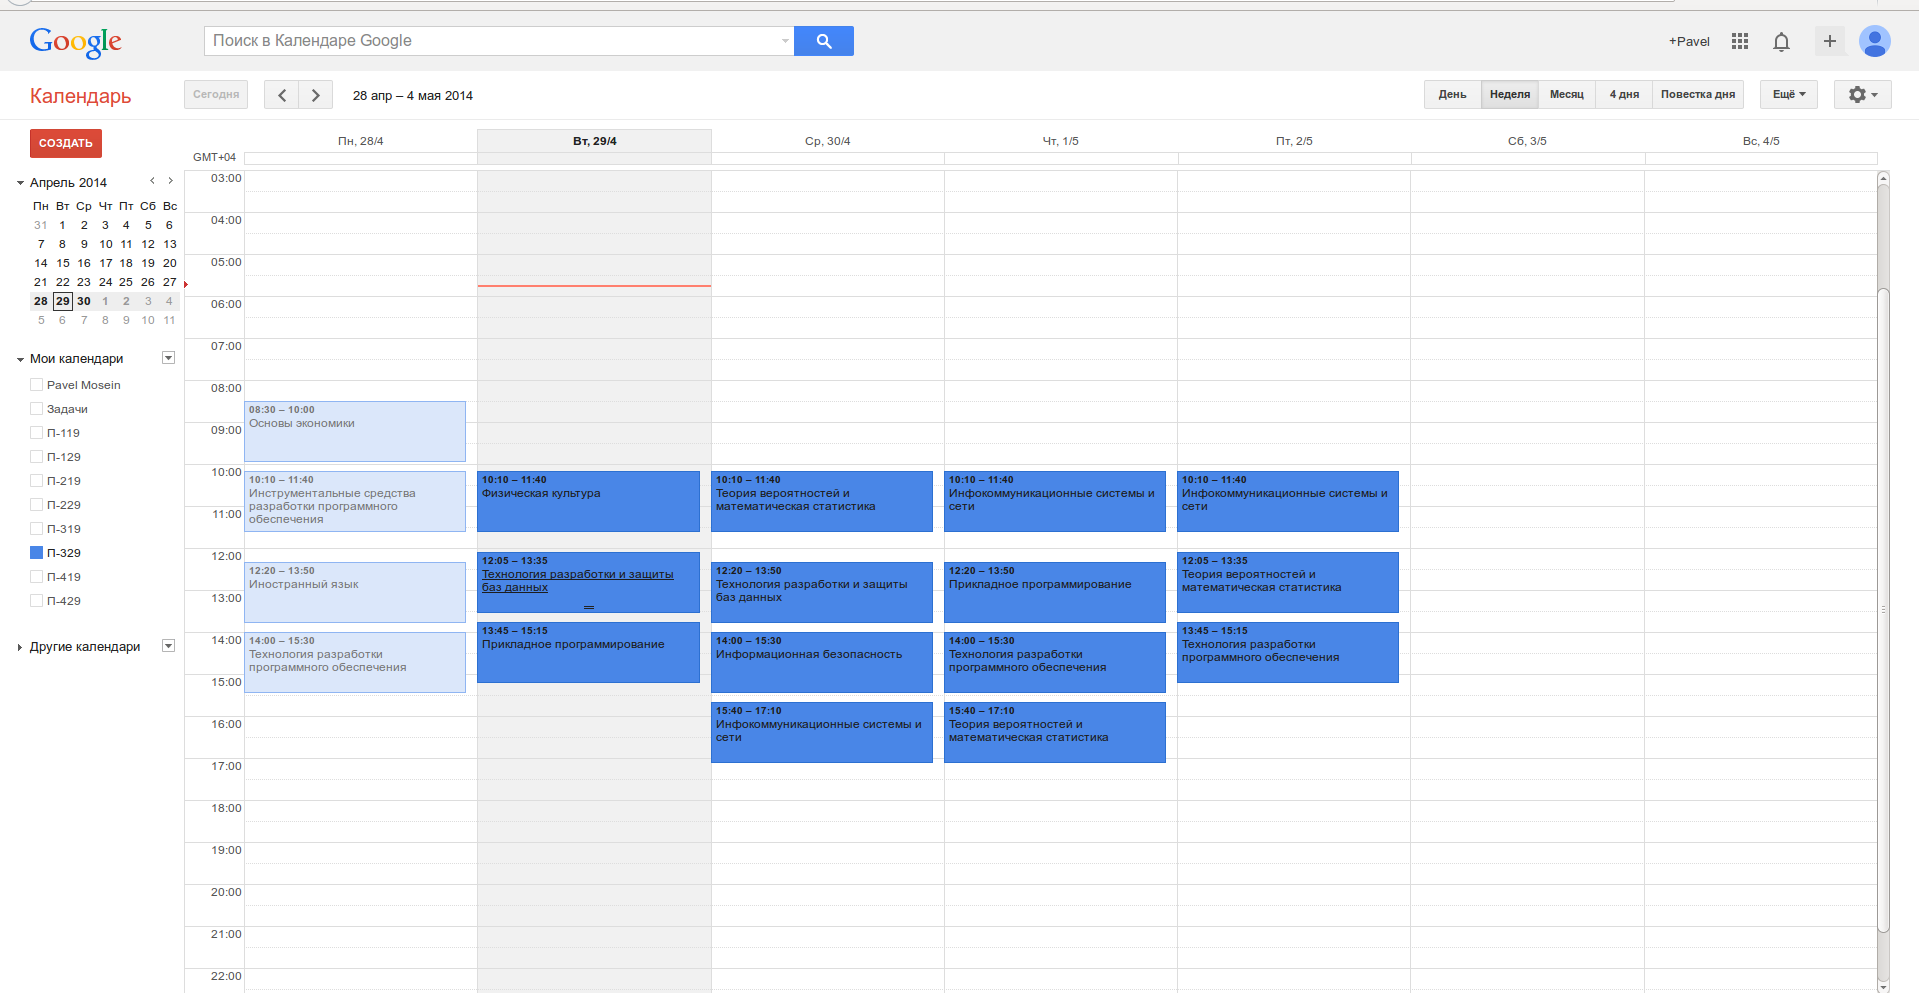 Google
Поиск в Календаре Google
+Pavel
Календарь
Сегодня
28 апр – 4 мая 2014
День
Неделя
Месяц
4 дня
Повестка дня
Ещё
СОЗДАТЬ
Апрель 2014
Пн Вт Ср Чт Пт Сб Вс
31 1 2 3 4 5 6
7 8 9 10 11 12 13
14 15 16 17 18 19 20
21 22 23 24 25 26 27
28 29 30 1 2 3 4
5 6 7 8 9 10 11
Мои календари
Pavel Mosein
Задачи
П-119
П-129
П-219
П-229
П-319
П-329
П-419
П-429
Другие календари
GMT+04
Пн, 28/4
Вт, 29/4
Ср, 30/4
Чт, 1/5
Пт, 2/5
Сб, 3/5
Вс, 4/5
03:00
04:00
05:00
06:00
07:00
08:00
09:00
10:00
11:00
12:00
13:00
14:00
15:00
16:00
17:00
18:00
19:00
20:00
21:00
22:00
08:30 – 10:00
Основы экономики
10:10 – 11:40
Инструментальные средства
разработки программного
обеспечения
12:20 – 13:50
Иностранный язык
14:00 – 15:30
Технология разработки
программного обеспечения
10:10 – 11:40
Физическая культура
12:05 – 13:35
Технология разработки и защиты
баз данных
13:45 – 15:15
Прикладное программирование
10:10 – 11:40
Теория вероятностей и
математическая статистика
12:20 – 13:50
Технология разработки и защиты
баз данных
14:00 – 15:30
Информационная безопасность
15:40 – 17:10
Инфокоммуникационные системы и
сети
10:10 – 11:40
Инфокоммуникационные системы и
сети
12:20 – 13:50
Прикладное программирование
14:00 – 15:30
Технология разработки
программного обеспечения
15:40 – 17:10
Теория вероятностей и
математическая статистика
10:10 – 11:40
Инфокоммуникационные системы и
сети
12:05 – 13:35
Теория вероятностей и
математическая статистика
13:45 – 15:15
Технология разработки
программного обеспечения